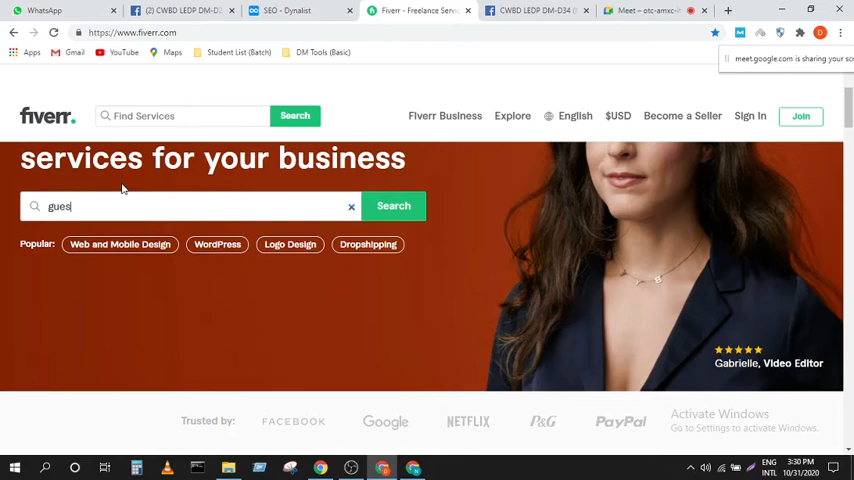 WhatsApp
(2) CWBD LEDP DM-D2
SEO - Dynalist
Fiverr - Freelance Servi
CWBD LEDP DM-D34 (
Meet – otc-amxc-i
https://www.fiverr.com
Apps
Gmail
YouTube
Maps
Student List (Batch)
DM Tools (Basic)
meet.google.com is sharing your scr
fiverr.
Find Services
Search
Fiverr Business
Explore
English
$USD
Become a Seller
Sign In
Join
services for your business
gues
Search
Popular:
Web and Mobile Design
WordPress
Logo Design
Dropshipping
Gabrielle, Video Editor
Trusted by:
FACEBOOK
Google
NETFLIX
P&G
PayPal
Activate Windows
Go to Settings to activate Windows.
ENG
INTL
3:30 PM
10/31/2020